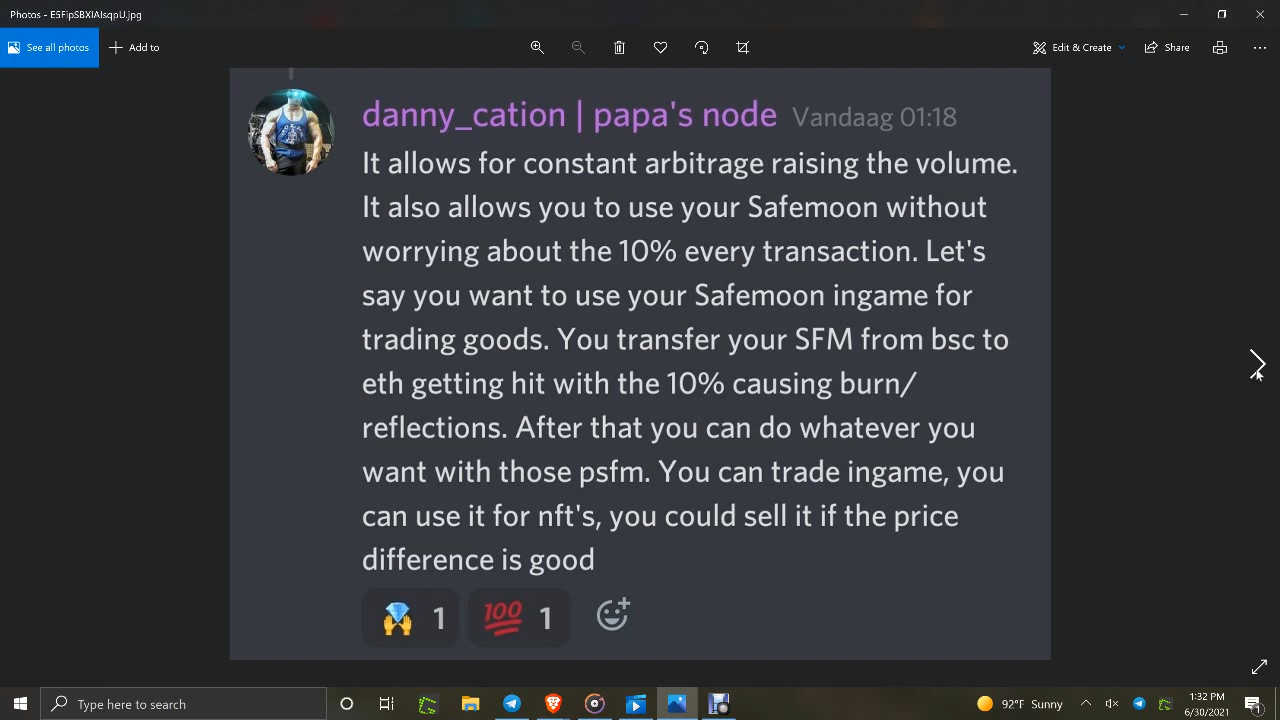 Photos - E5FipSBXIAIsqpU.jpg
See all photos
Add to
Edit & Create
Share
danny_cation | papa's node Vandaag 01:18
It allows for constant arbitrage raising the volume.
It also allows you to use your Safemoon without
worrying about the 10% every transaction. Let's
say you want to use your Safemoon ingame for
trading goods. You transfer your SFM from bsc to
eth getting hit with the 10% causing burn/
reflections. After that you can do whatever you
want with those psfm. You can trade ingame, you
can use it for nft's, you could sell it if the price
difference is good
1
100 1
Type here to search
92°F Sunny
1:32 PM
6/30/2021
1